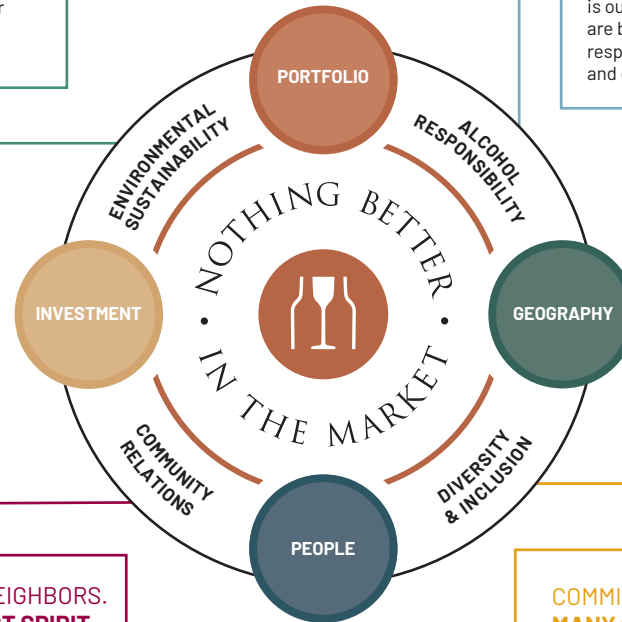 r
is ou
are b
resp
and
PORTFOLIO
ENVIRONMENTAL
SUSTAINABILITY
ALCOHOL
RESPONSIBILITY
NOTHING BETTER
INVESTMENT
GEOGRAPHY
• IN THE MARKET •
COMMUNITY
RELATIONS
DIVERSITY
& INCLUSION
PEOPLE
EIGHBORS.
T SPIRIT
COMMI
MANY